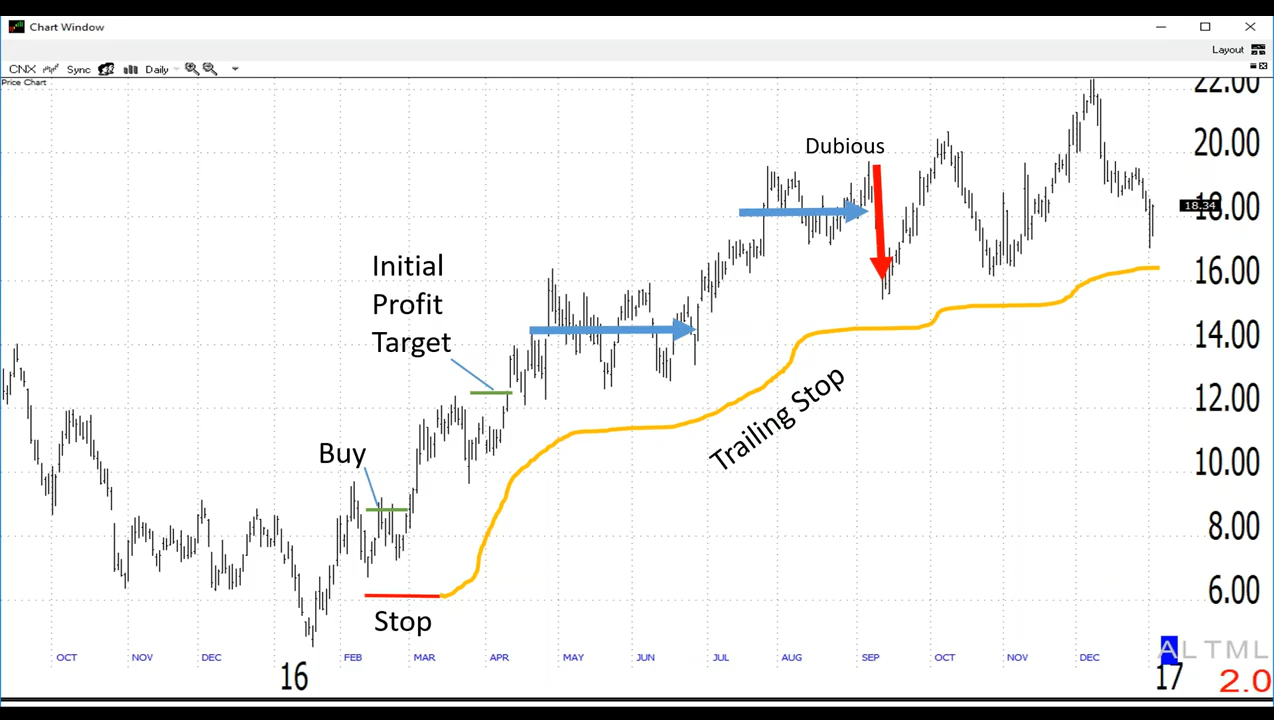 Chart Window
Layout
CNX Sync Daily
Price Chart
22.00
Dubious
20.00
18.34
18.00
Initial
Profit
Target
16.00
14.00
Trailing Stop
12.00
Buy
10.00
8.00
6.00
Stop
OCT NOV DEC FEB MAR APR MAY JUN JUL AUG SEP OCT NOV DEC
ALTML
16 17
2.0